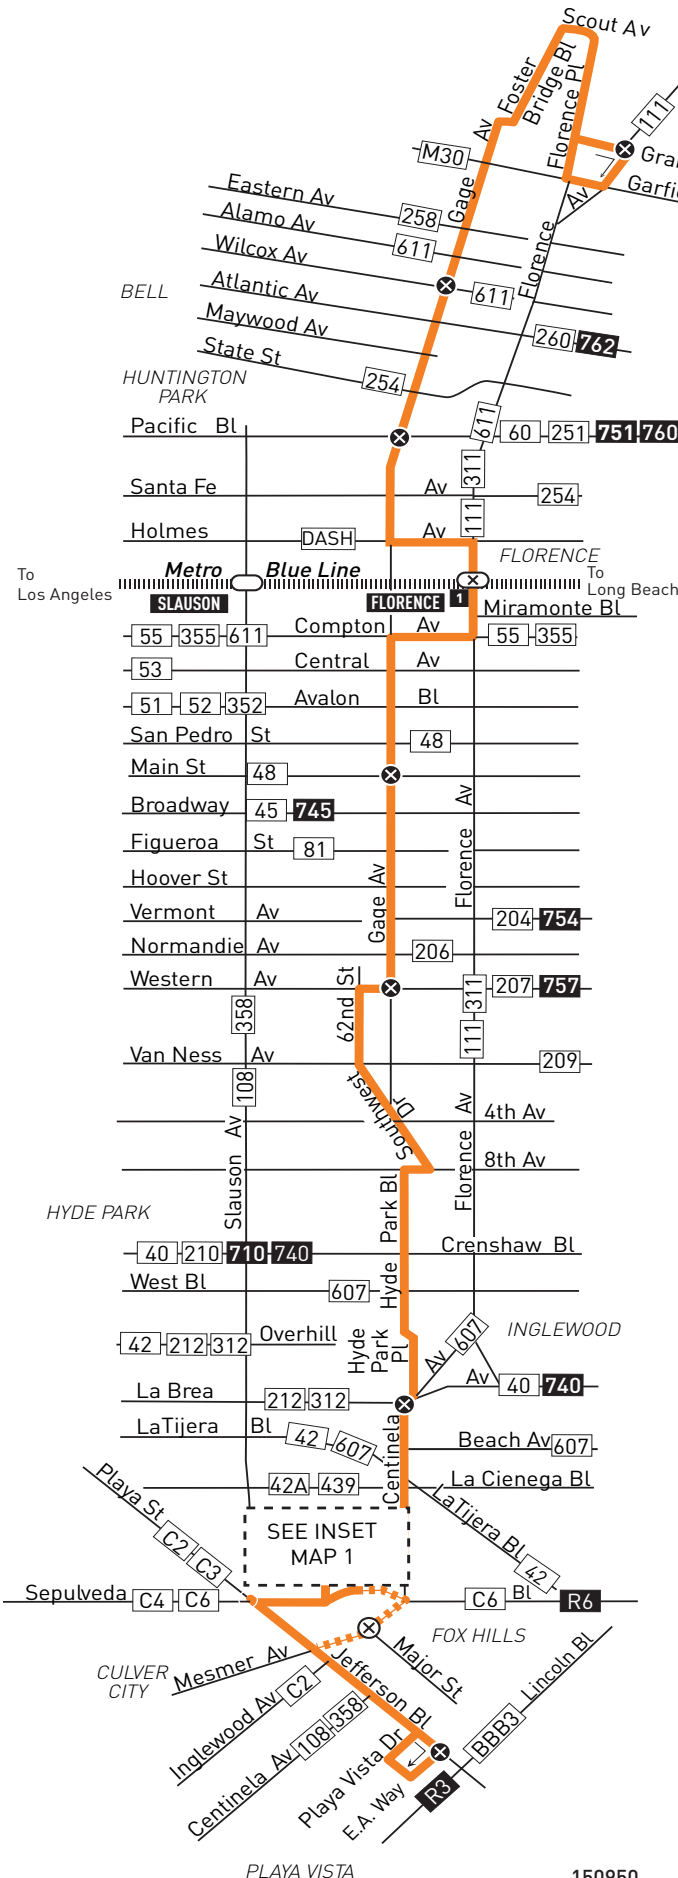 Scout Av
Foster
Bridge Bl
Florence Pl
Av
111
M30
Gage
Gra
Garfi
Av
Eastern Av
258
Alamo Av
611
Wilcox Av
Florence
BELL
Atlantic Av
611
Maywood Av
260 762
State St
254
HUNTINGTON
PARK
Pacific Bl
611
60 251 751 760
311
Santa Fe Av
254
111
Holmes DASH Av
FLORENCE
To
Los Angeles
Metro Blue Line
To
Long Beach
SLAUSON
FLORENCE
1
Miramonte Bl
55 355 611 Compton Av 55 355
53 Central Av
51 52 352 Avalon Bl
San Pedro St 48
Main St 48
Av
Broadway 45 745
Figueroa St 81
Florence
Hoover St
Gage Av
Vermont Av 204 754
Normandie Av 206
Western Av 207 757
62nd St
311
358
111
Van Ness Av 209
108
Southwest
Dr
Av
4th Av
Av
Florence
8th Av
Slauson
Park Bl
HYDE PARK
40 210 710 740 Crenshaw Bl
Hyde
West Bl 607
42 212 312 Overhill
Hyde
Park
Pl
607
INGLEWOOD
Av
Av 40 740
La Brea 212 312
LaTijera Bl 42 607
Centinela
Beach Av 607
42A 439 La Cienega Bl
Playa St
C2 C3
SEE INSET
MAP 1
LaTijera Bl
42
Sepulveda C4 C6 C6 Bl R6
FOX HILLS
Mesmer Av
Major St
CULVER
CITY
Jefferson Bl
Inglewood Av C2
Lincoln Bl
BBB3
Centinela Av 108 358
Playa Vista Dr
E.A. Way
R3
PLAYA VISTA
150950